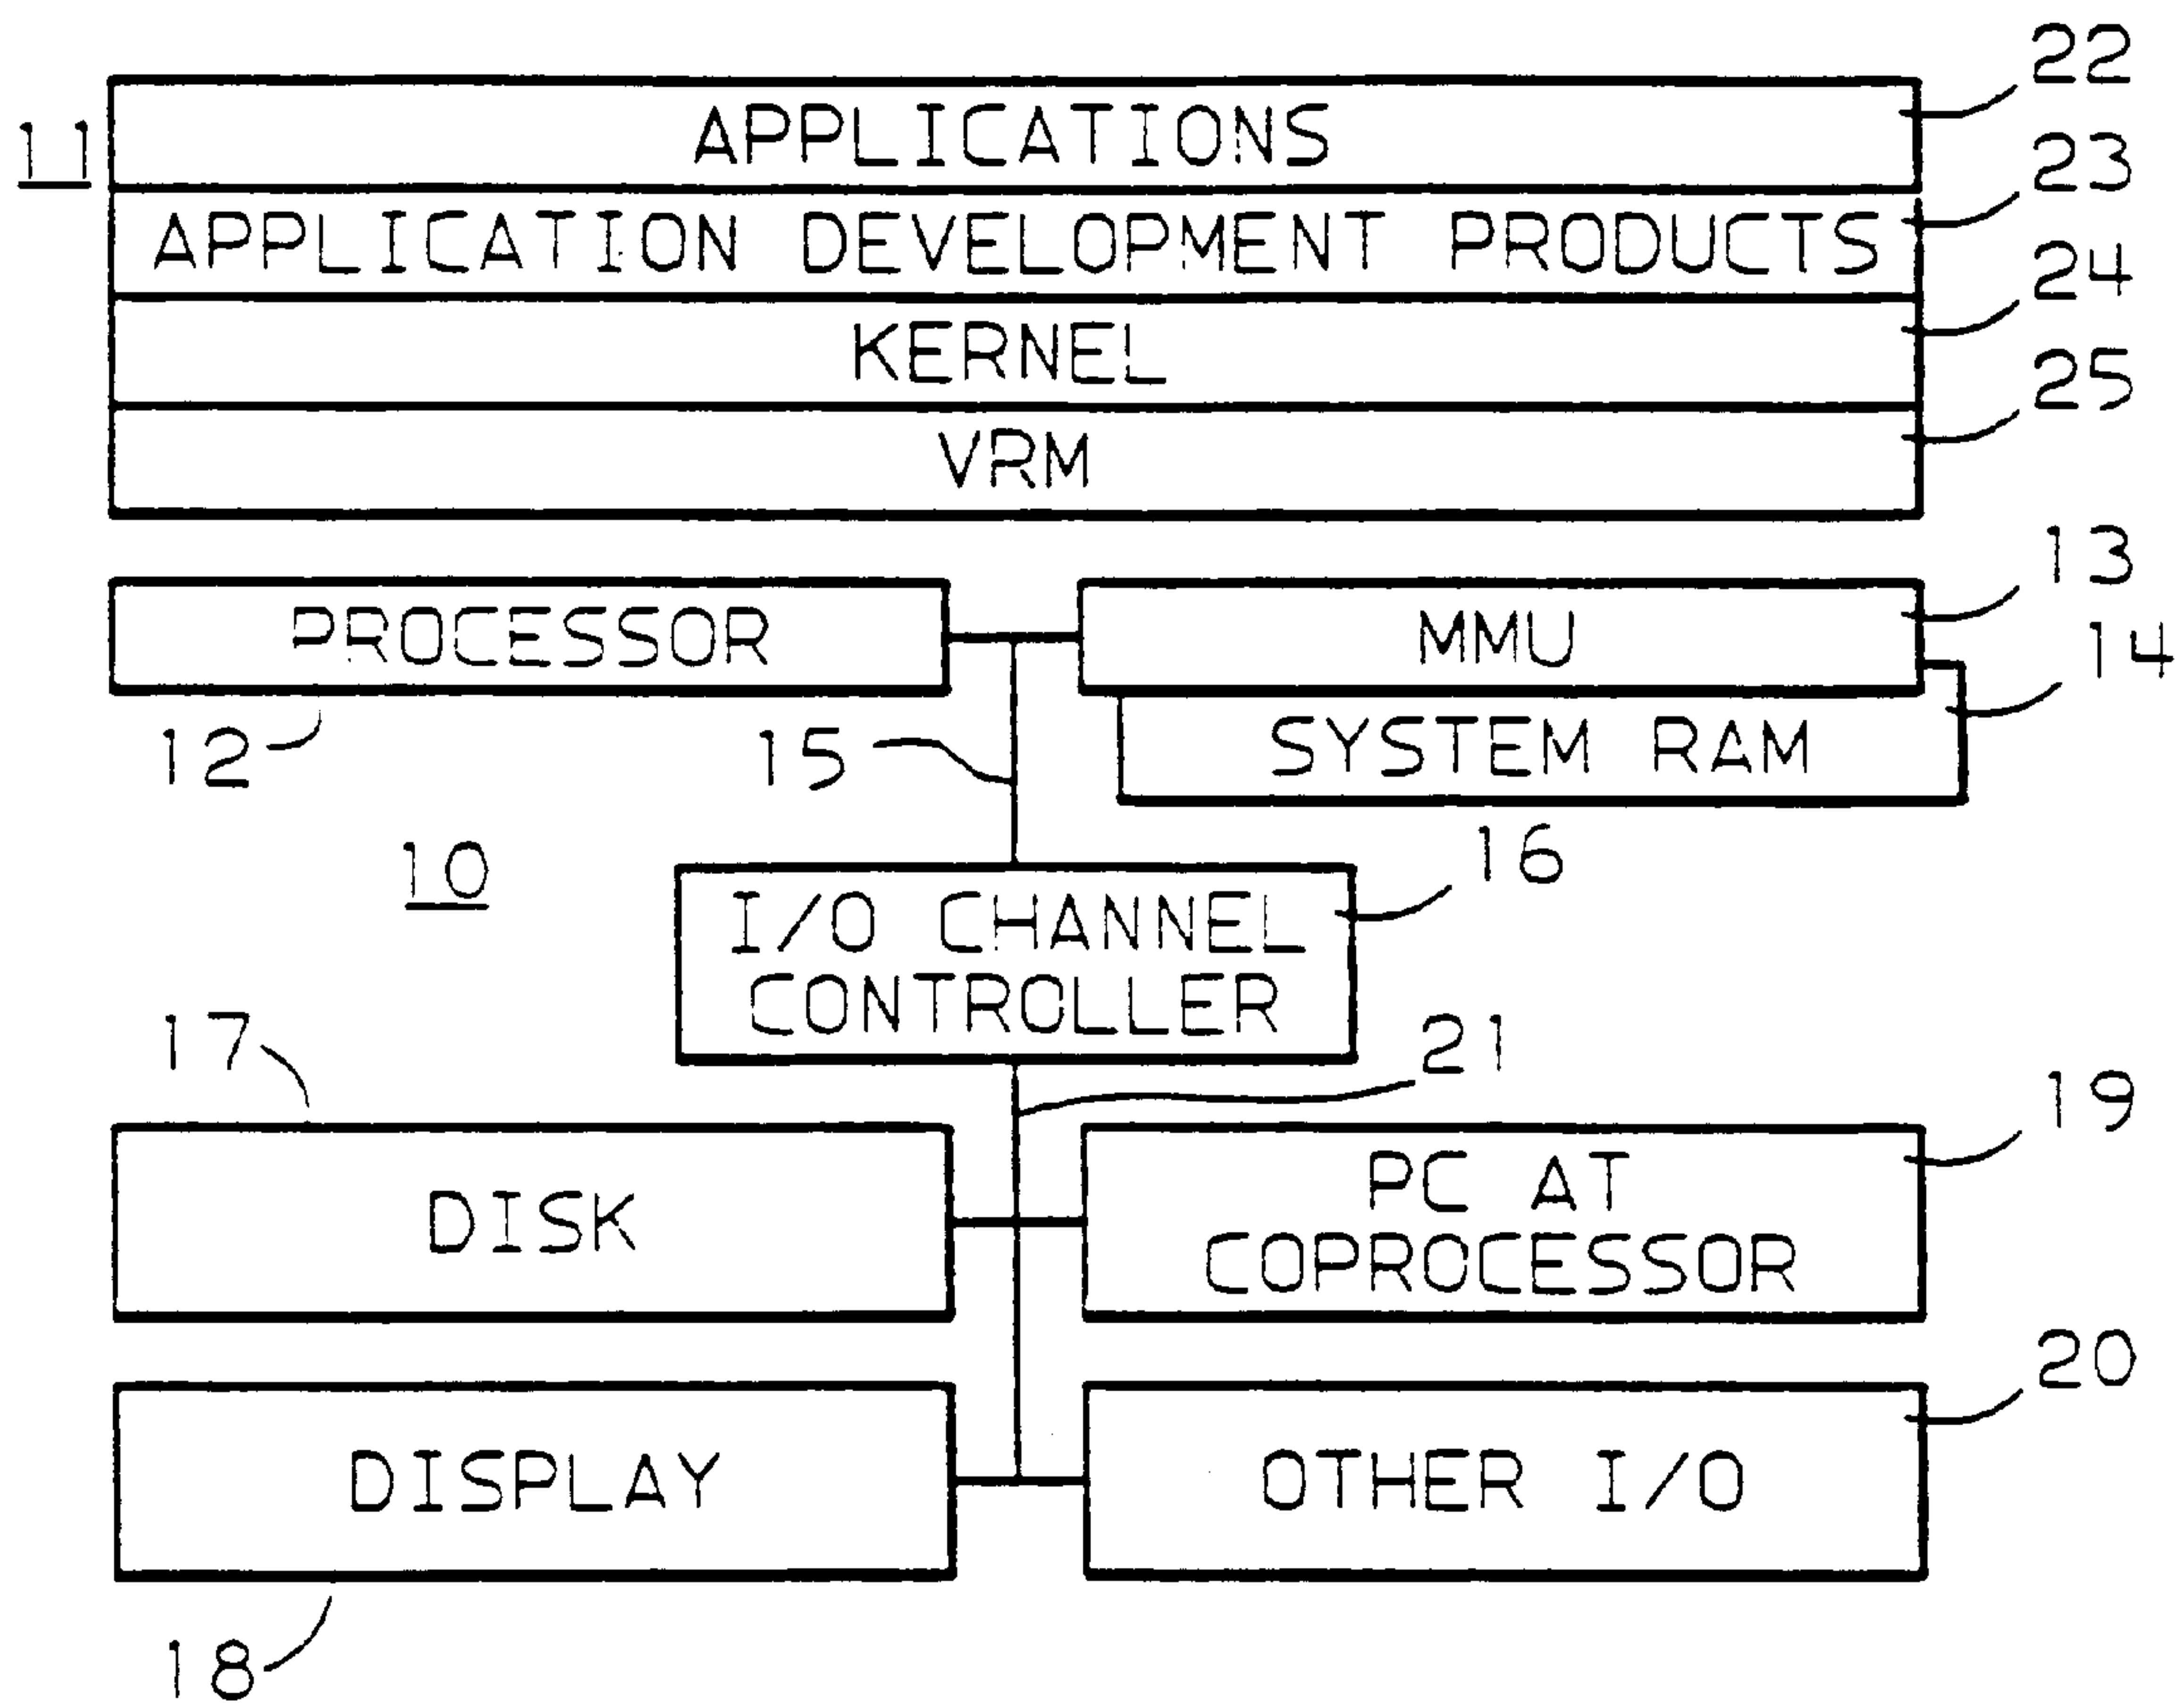 22
APPLICATIONS
11
23
APPLICATION DEVELOPMENT PRODUCTS
24
KERNEL
25
VRM
13
PROCESSOR
MMU
14
12
15
SYSTEM RAM
10
16
I/O CHANNEL
CONTROLLER
17
21
19
DISK
PC AT
COPROCESSOR
20
DISPLAY
OTHER I/O
18